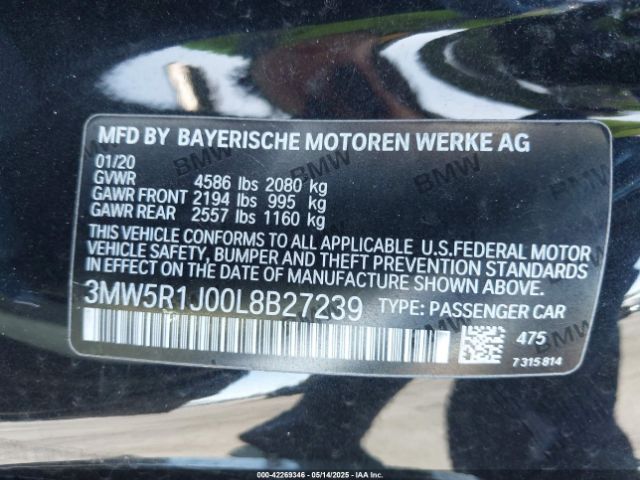 MFD BY BAYERISCHE MOTOREN WERKE AG
01/20
GVWR 4586 lbs 2080 kg
GAWR FRONT 2194 lbs 995 kg
GAWR REAR 2557 lbs 1160 kg
THIS VEHICLE CONFORMS TO ALL APPLICABLE U.S.FEDERAL MOTOR
VEHICLE SAFETY, BUMPER AND THEFT PREVENTION STANDARDS
IN EFFECT ON THE DATE OF MANUFACTURE SHOWN ABOVE.
3MW5R1J00L8B27239 TYPE: PASSENGER CAR
475
7 315 814
000-42269346 - 05/14/2025 - IAAI.COM